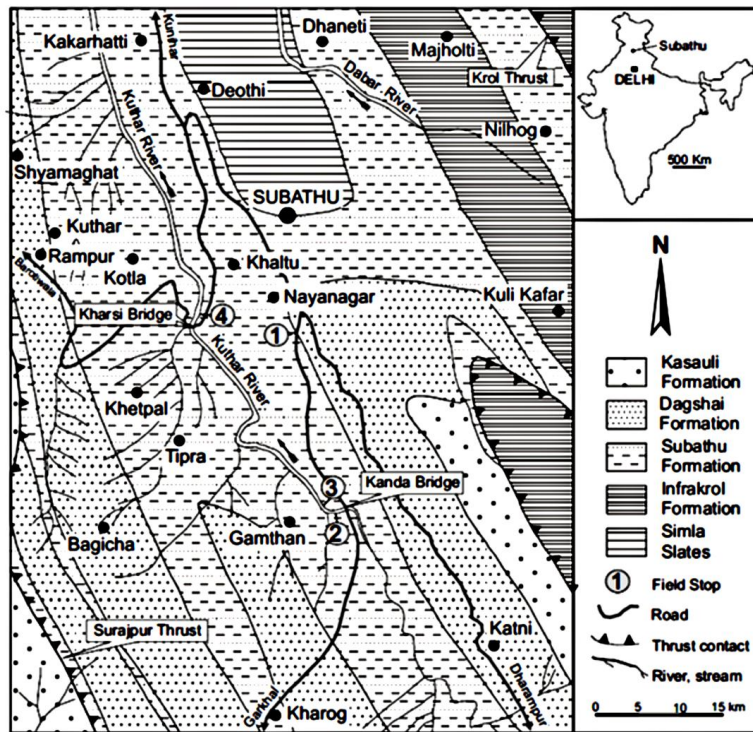 Kakarhatti
Kunihar
Dhaneti
Majholti
Krol Thrust
Deothi
Dabar River
Kuthar River
Nilhog
Shyamaghat
SUBATHU
Kuthar
Rampur
Kotla
Khaltu
Barotiwala
Nayanagar
Kuli Kafar
Kharsi Bridge
4
1
Kuthar River
Khetpal
Tipra
3
Kanda Bridge
2
Bagicha
Gamthan
Surajpur Thrust
Katni
Dharampur
Garkhal
Kharog
Subathu
DELHI
500 Km
N
Kasauli
Formation
Dagshai
Formation
Subathu
Formation
Infrakrol
Formation
Simla
Slates
1 Field Stop
Road
Thrust contact
River, stream
0 5 10 15 km